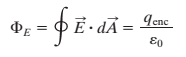 Φ_E = ∮ E⃗ · dA⃗ = q_enc / ε₀